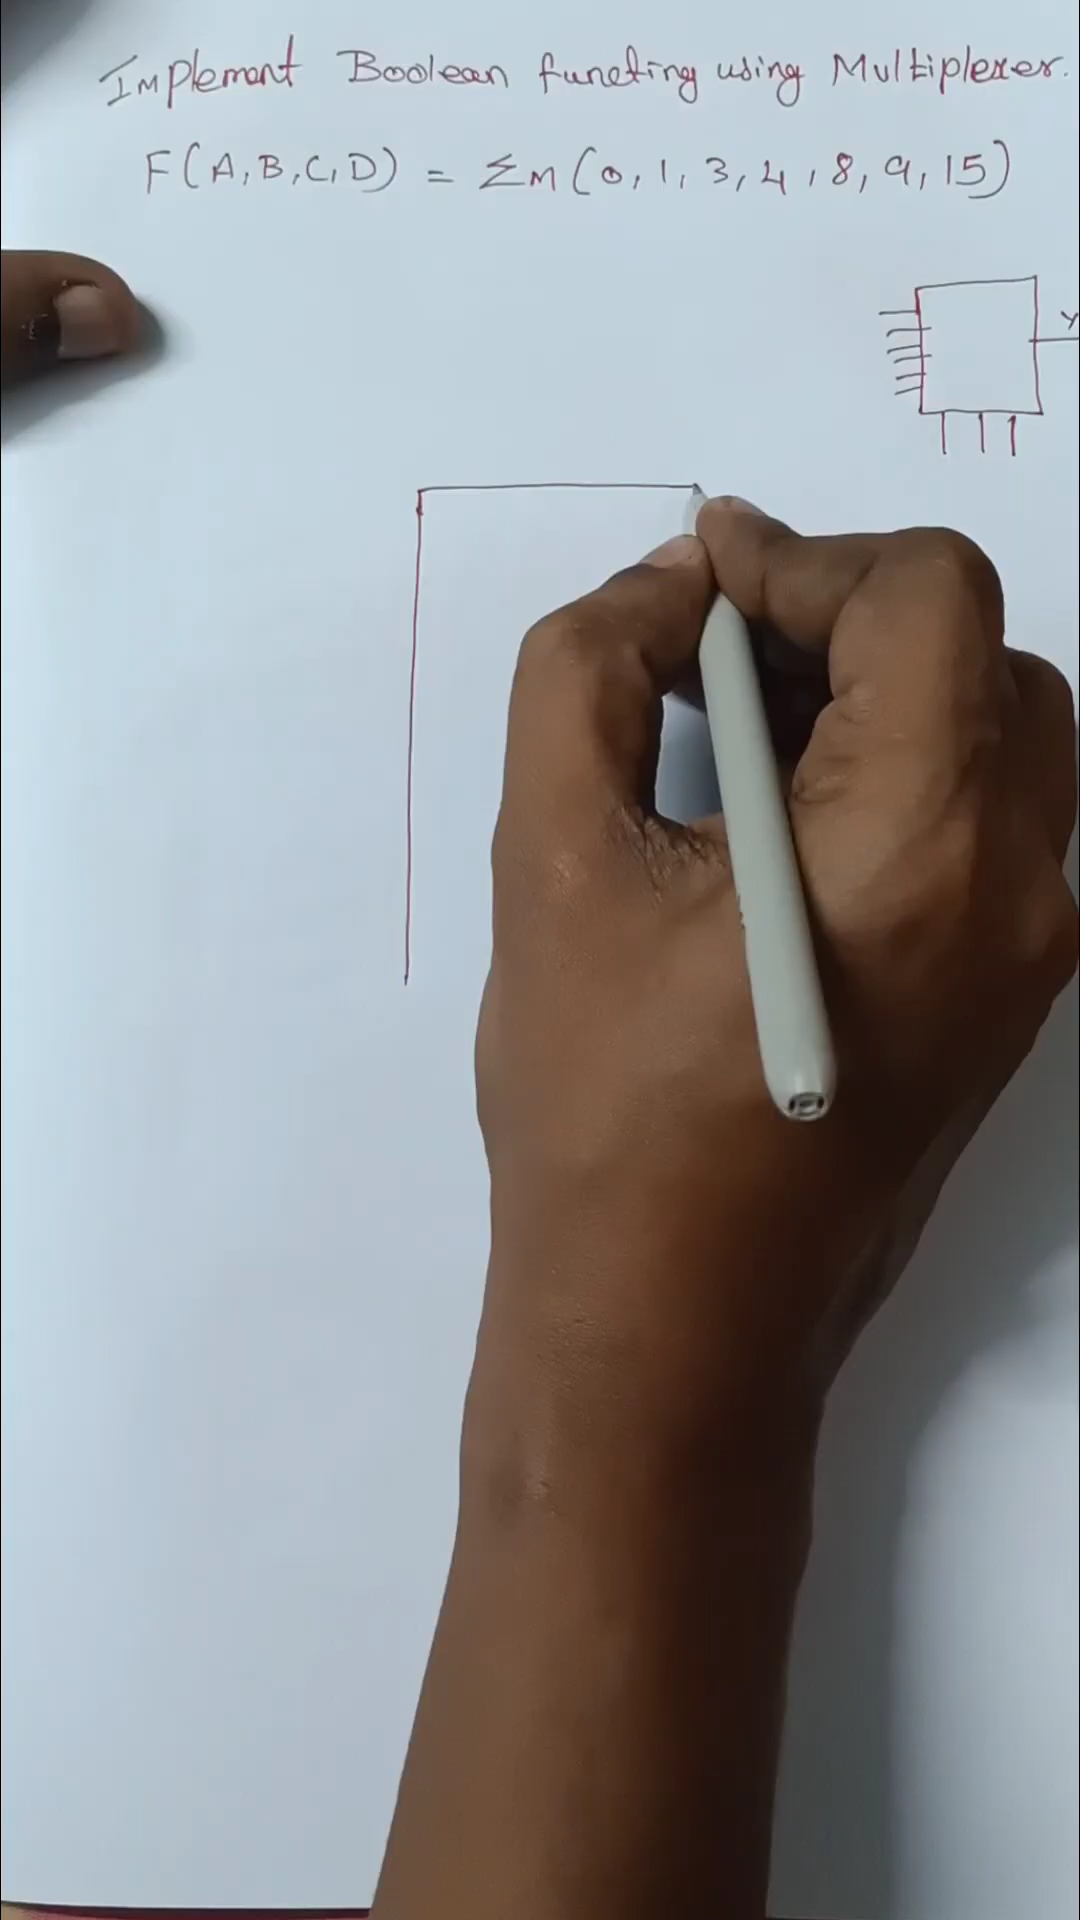 Implement Boolean functing using Multiplexer.
F(A,B,C,D) = Σm(0,1,3,4,8,9,15)
Y